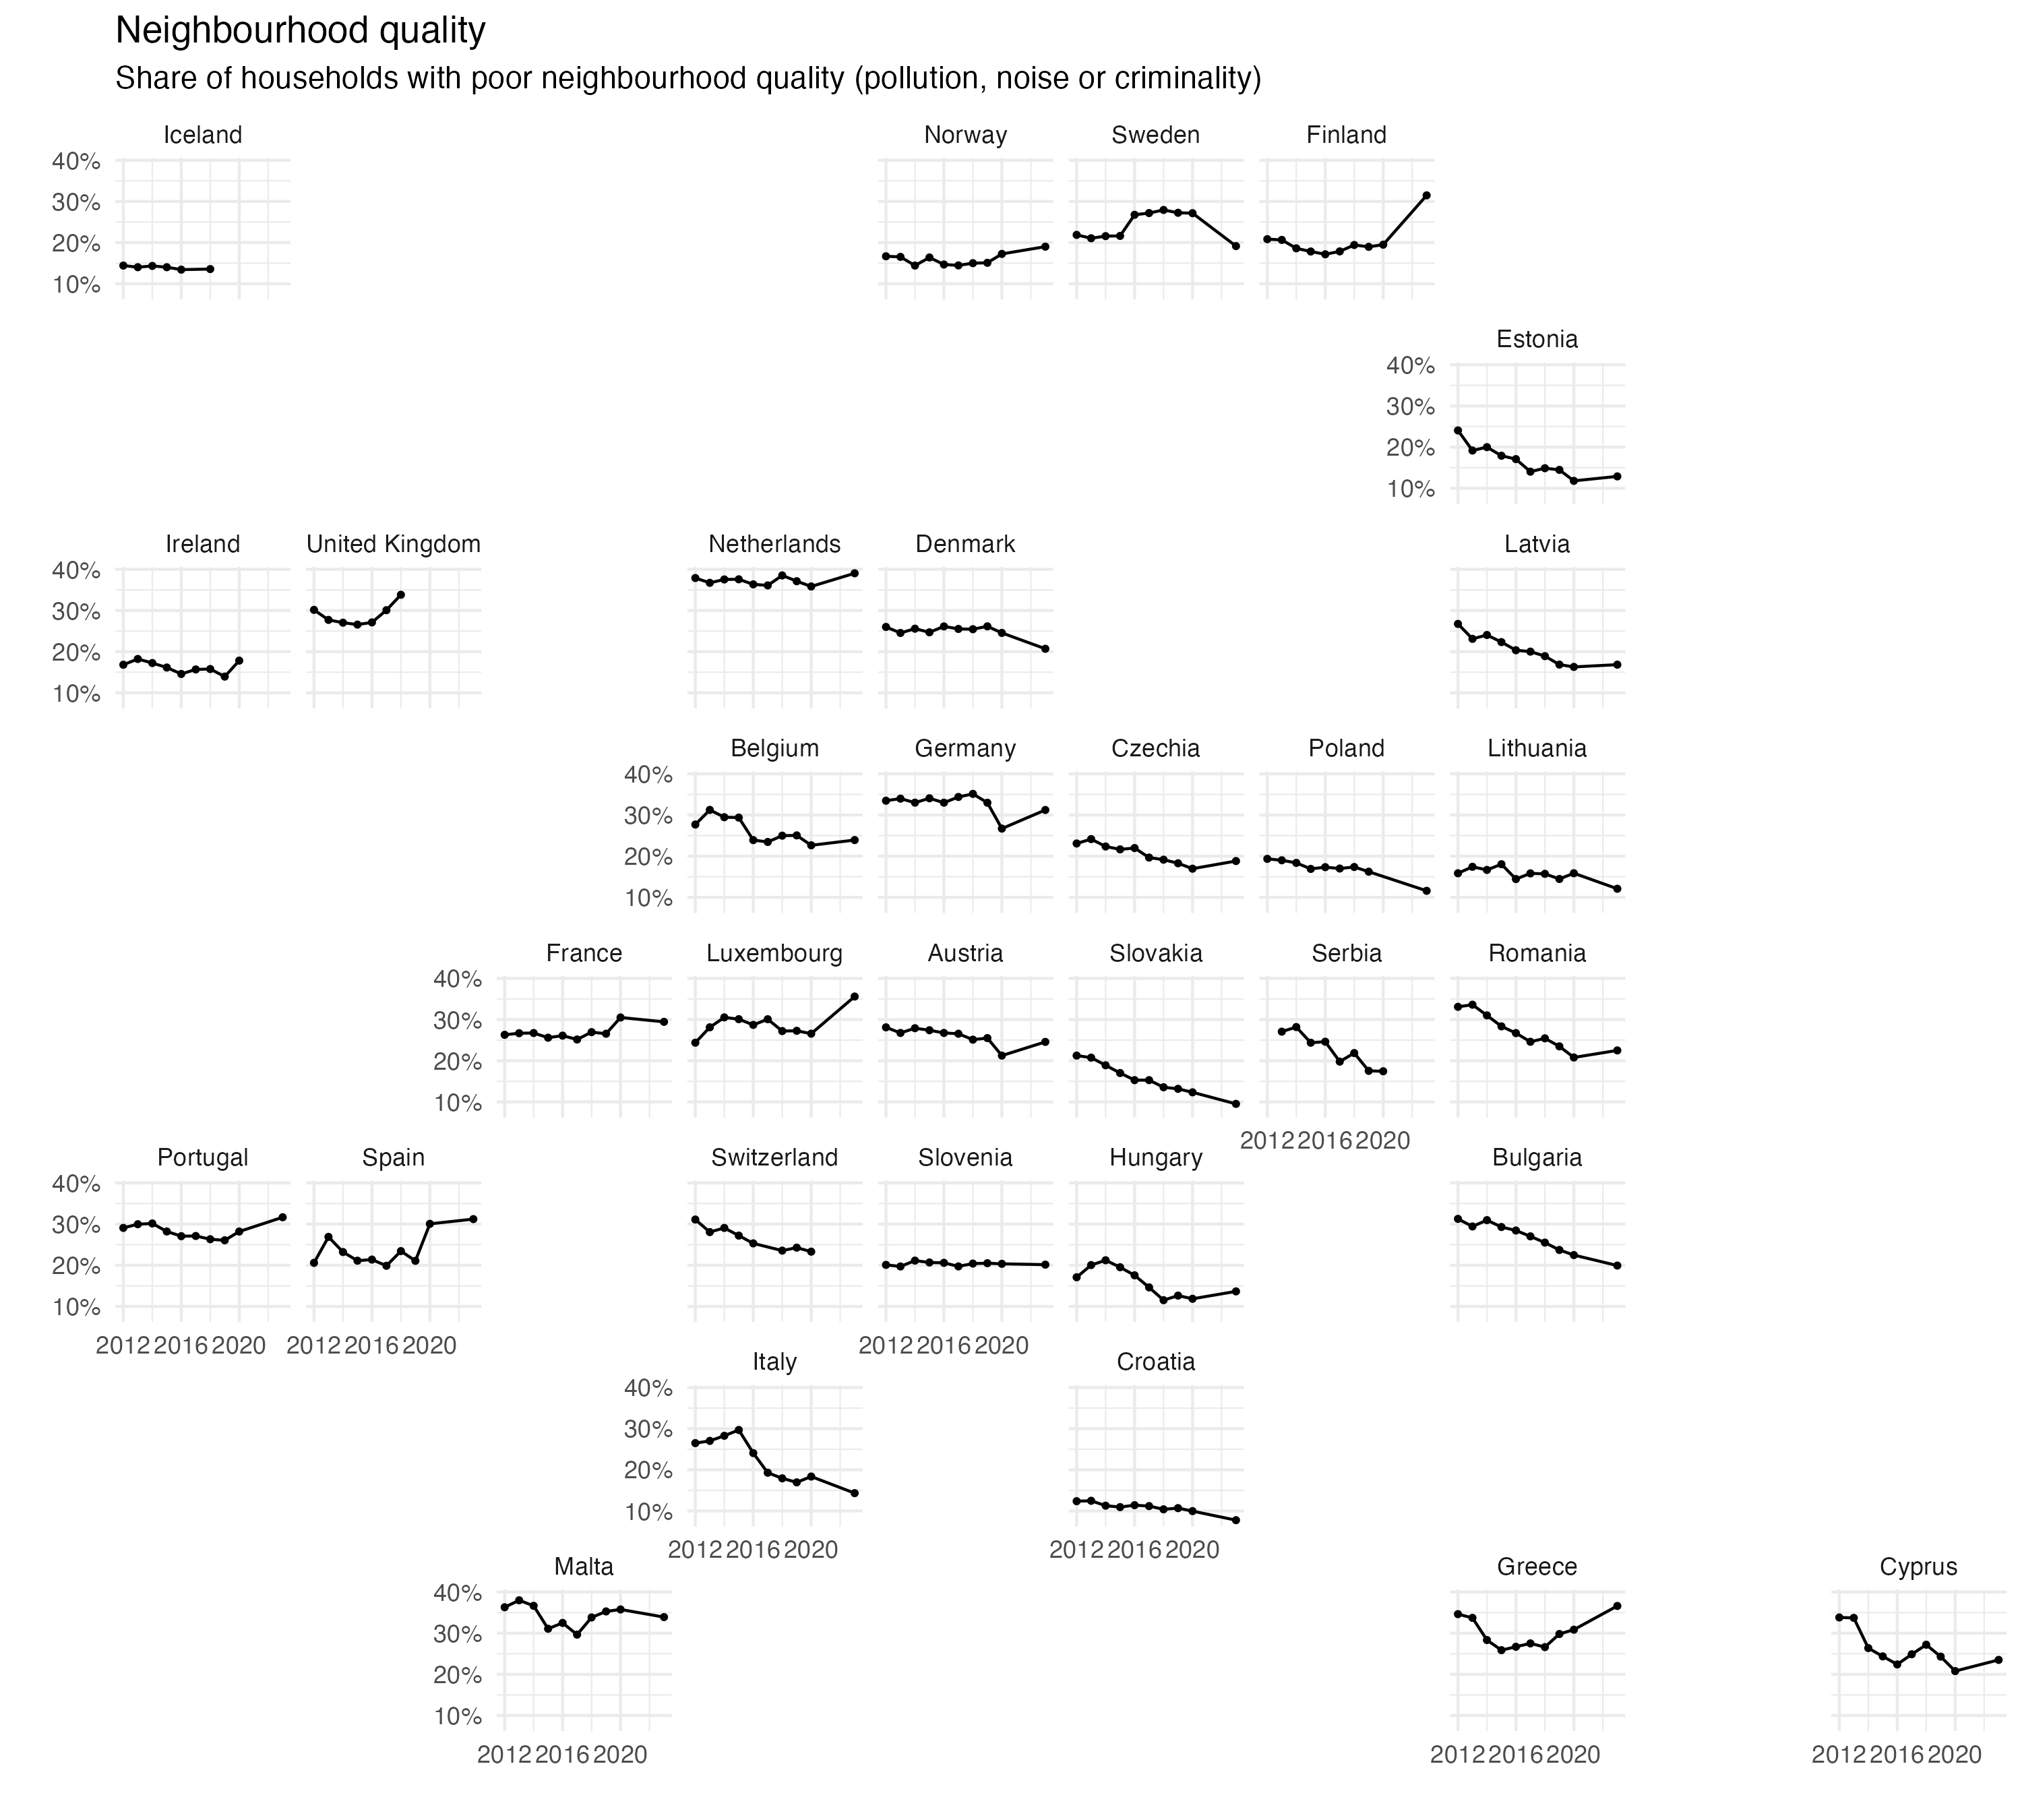 Neighbourhood quality
Share of households with poor neighbourhood quality (pollution, noise or criminality)
Iceland Norway Sweden Finland
40%
30%
20%
10%
Estonia
40%
30%
20%
10%
Ireland United Kingdom Netherlands Denmark Latvia
40%
30%
20%
10%
Belgium Germany Czechia Poland Lithuania
40%
30%
20%
10%
France Luxembourg Austria Slovakia Serbia Romania
40%
30%
20%
10%
2012 2016 2020
Portugal Spain Switzerland Slovenia Hungary Bulgaria
40%
30%
20%
10%
2012 2016 2020 2012 2016 2020 2012 2016 2020
Italy Croatia
40%
30%
20%
10%
2012 2016 2020 2012 2016 2020
Malta Greece Cyprus
40%
30%
20%
10%
2012 2016 2020 2012 2016 2020 2012 2016 2020